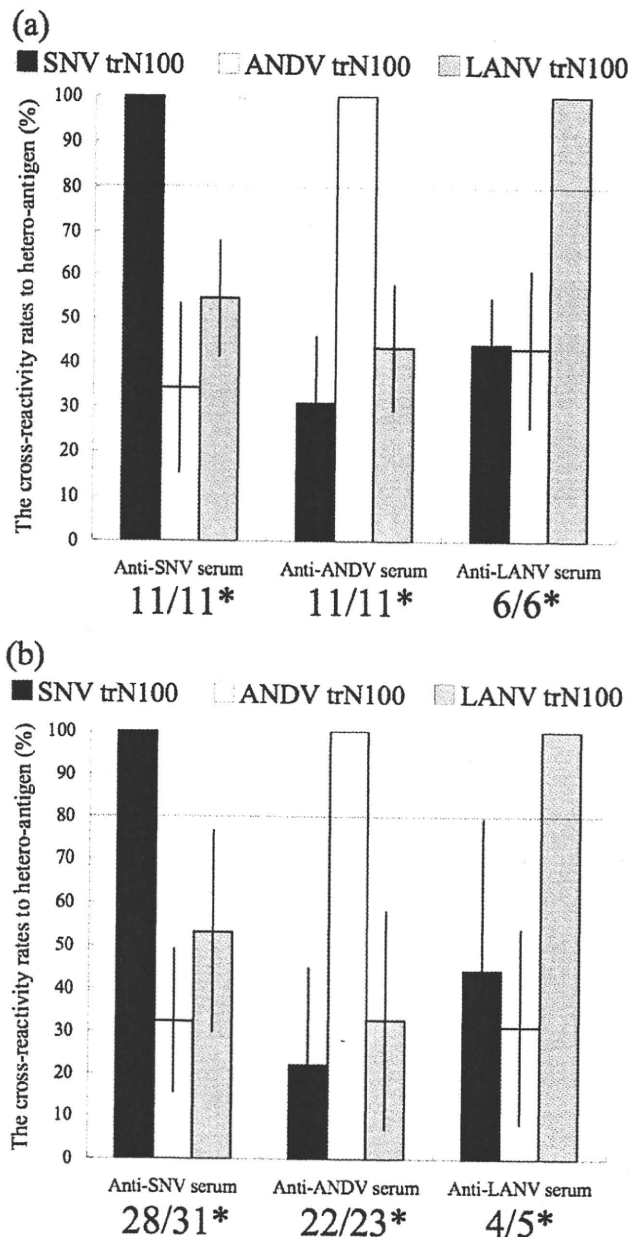 (a)
SNV trN100 ANDV trN100 LANV trN100
The cross-reactivity rates to hetero-antigen (%)
100
90
80
70
60
50
40
30
20
10
0
Anti-SNV serum Anti-ANDV serum Anti-LANV serum
11/11* 11/11* 6/6*
(b)
SNV trN100 ANDV trN100 LANV trN100
The cross-reactivity rates to hetero-antigen (%)
100
90
80
70
60
50
40
30
20
10
0
Anti-SNV serum Anti-ANDV serum Anti-LANV serum
28/31* 22/23* 4/5*